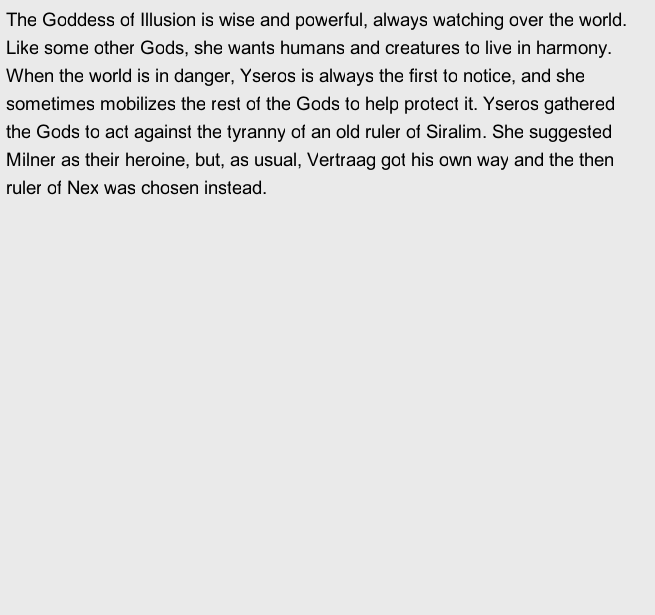 The Goddess of Illusion is wise and powerful, always watching over the world.
Like some other Gods, she wants humans and creatures to live in harmony.
When the world is in danger, Yseros is always the first to notice, and she
sometimes mobilizes the rest of the Gods to help protect it. Yseros gathered
the Gods to act against the tyranny of an old ruler of Siralim. She suggested
Milner as their heroine, but, as usual, Vertraag got his own way and the then
ruler of Nex was chosen instead.